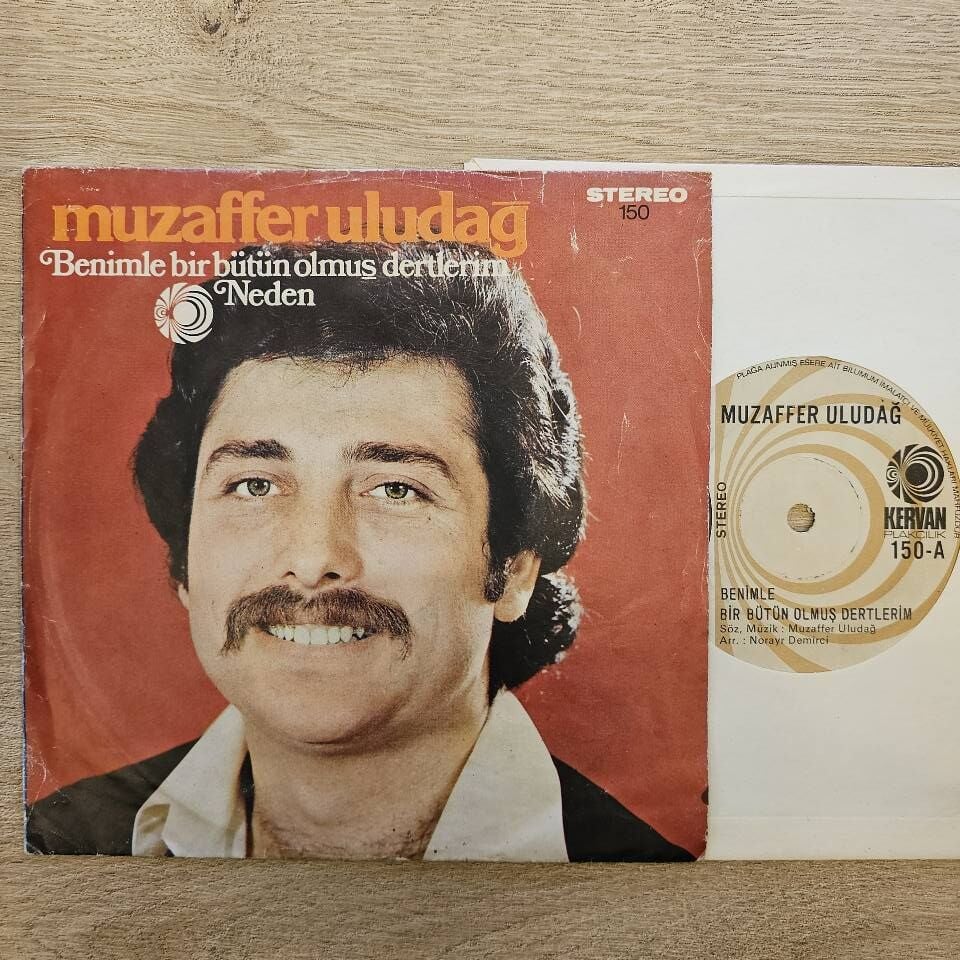 muzaffer uludağ
STEREO
150
Benimle bir bütün olmuş dertlerim
Neden
PLAĞA ALINMIŞ ESERE AİT BİLUMUM İMALATÇI VE MÜLKİYET HAKLARI MAHFUZDUR
MUZAFFER ULUDAĞ
STEREO
KERVAN
PLAKCILIK
150-A
BENİMLE
BİR BÜTÜN OLMUŞ DERTLERİM
Söz, Müzik : Muzaffer Uludağ
Arr. : Norayr Demirci